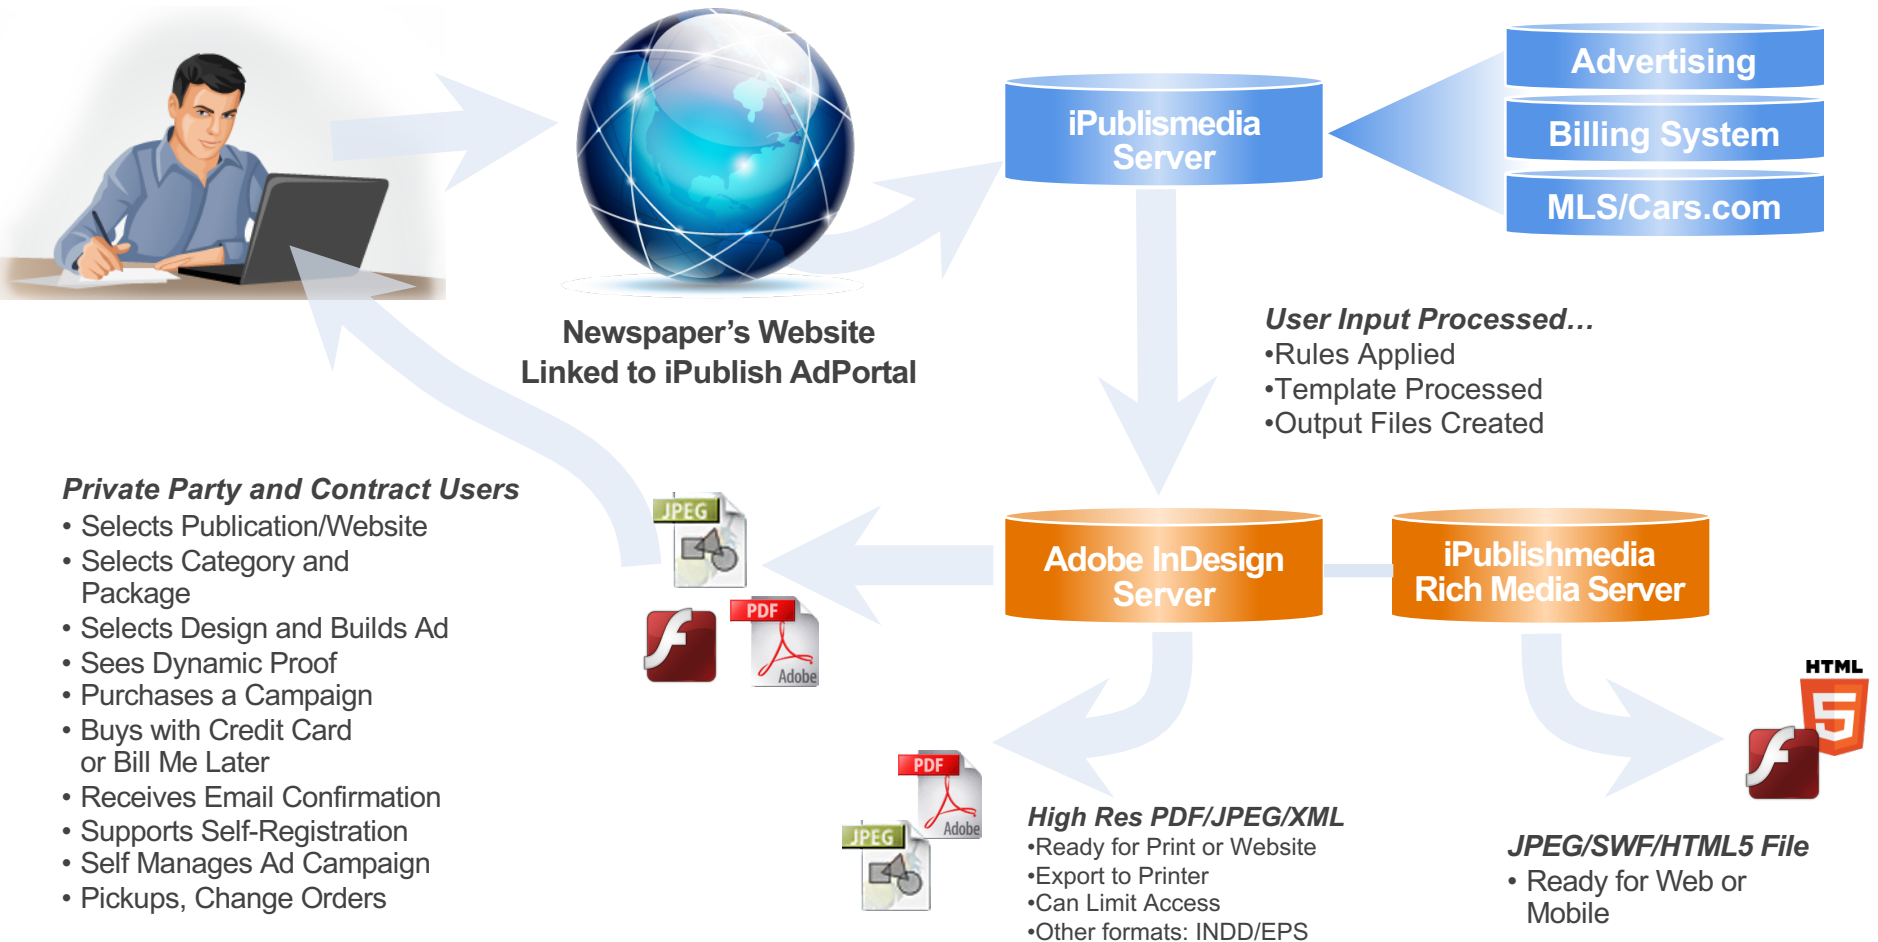 Advertising
Billing System
MLS/Cars.com
iPublismedia
Server
Newspaper's Website
Linked to iPublish AdPortal
User Input Processed…
•Rules Applied
•Template Processed
•Output Files Created
Private Party and Contract Users
• Selects Publication/Website
• Selects Category and
Package
• Selects Design and Builds Ad
• Sees Dynamic Proof
• Purchases a Campaign
• Buys with Credit Card
or Bill Me Later
• Receives Email Confirmation
• Supports Self-Registration
• Self Manages Ad Campaign
• Pickups, Change Orders
JPEG
PDF
Adobe
Adobe InDesign
Server
iPublishmedia
Rich Media Server
PDF
Adobe
JPEG
High Res PDF/JPEG/XML
•Ready for Print or Website
•Export to Printer
•Can Limit Access
•Other formats: INDD/EPS
HTML
5
JPEG/SWF/HTML5 File
• Ready for Web or
Mobile